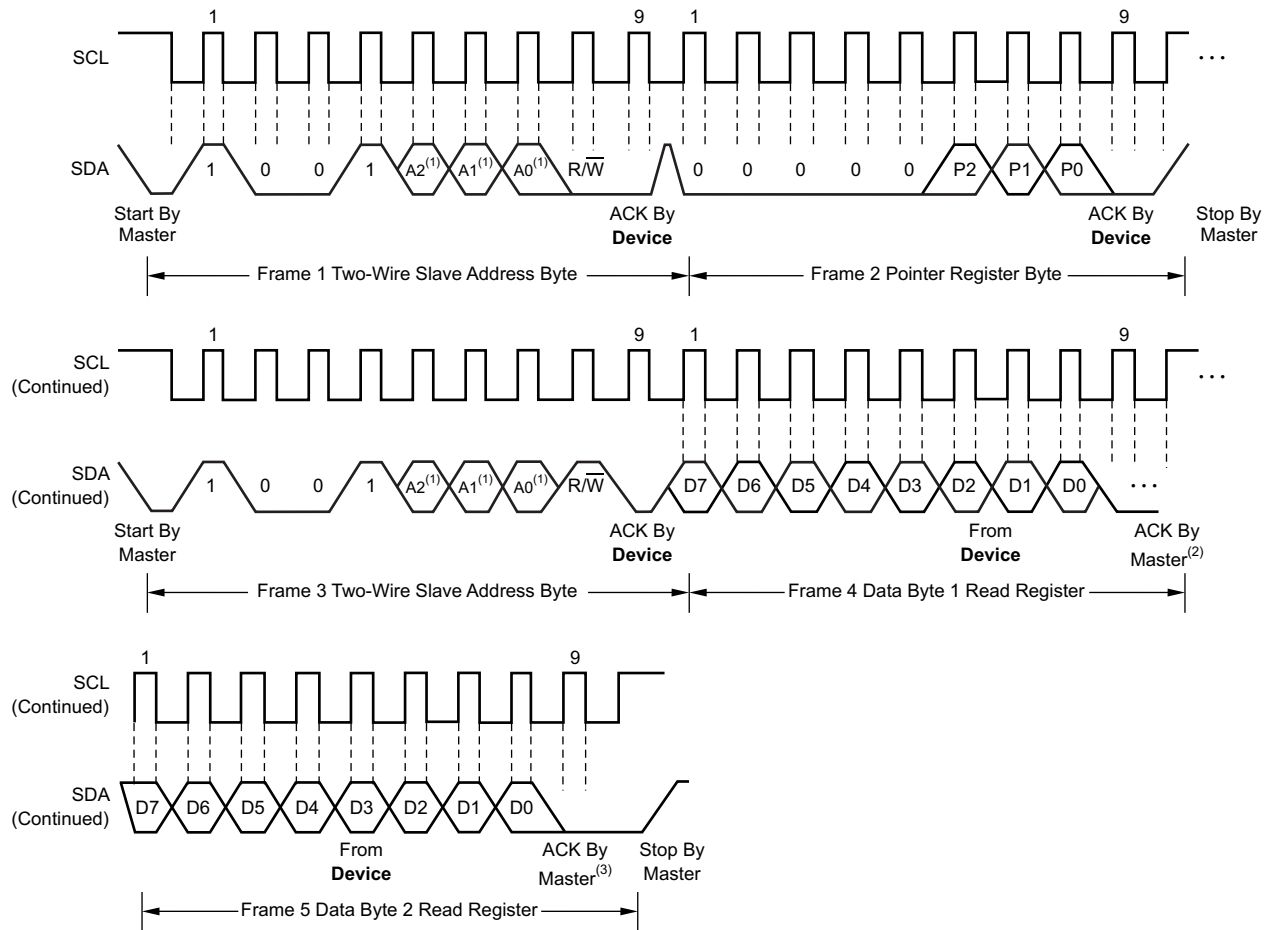 1 9 1 9
SCL
...
SDA
1 0 0 1 A2(1) A1(1) A0(1) R/W 0 0 0 0 0 P2 P1 P0
Start By
Master
ACK By
Device
ACK By
Device
Stop By
Master
Frame 1 Two-Wire Slave Address Byte
Frame 2 Pointer Register Byte
1 9 1 9
SCL
(Continued)
...
SDA
(Continued)
1 0 0 1 A2(1) A1(1) A0(1) R/W D7 D6 D5 D4 D3 D2 D1 D0 ...
Start By
Master
ACK By
Device
From
Device
ACK By
Master(2)
Frame 3 Two-Wire Slave Address Byte
Frame 4 Data Byte 1 Read Register
1 9
SCL
(Continued)
SDA
(Continued)
D7 D6 D5 D4 D3 D2 D1 D0
From
Device
ACK By
Master(3)
Stop By
Master
Frame 5 Data Byte 2 Read Register